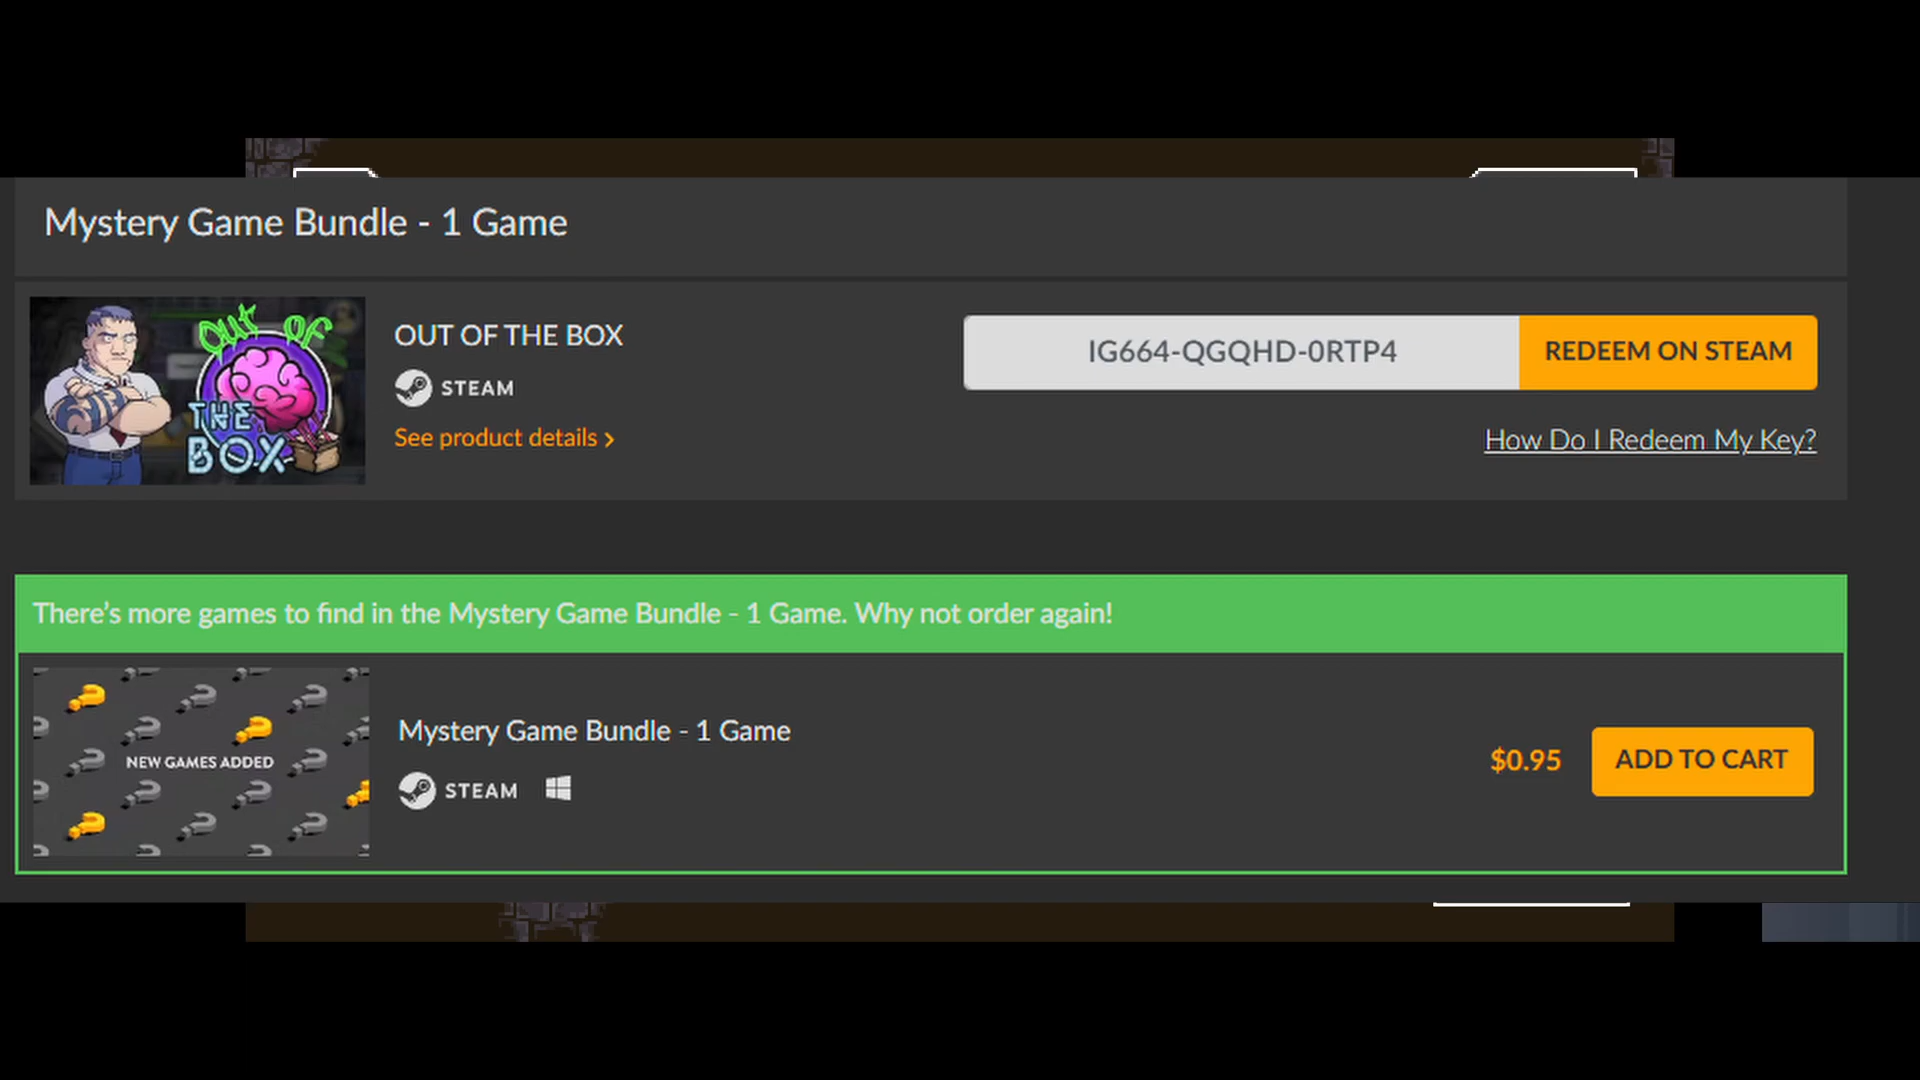 Mystery Game Bundle - 1 Game
OUT OF
THE
BOX
OUT OF THE BOX
STEAM
See product details >
IG664-QGQHD-0RTP4
REDEEM ON STEAM
How Do I Redeem My Key?
There's more games to find in the Mystery Game Bundle - 1 Game. Why not order again!
NEW GAMES ADDED
Mystery Game Bundle - 1 Game
STEAM
$0.95
ADD TO CART